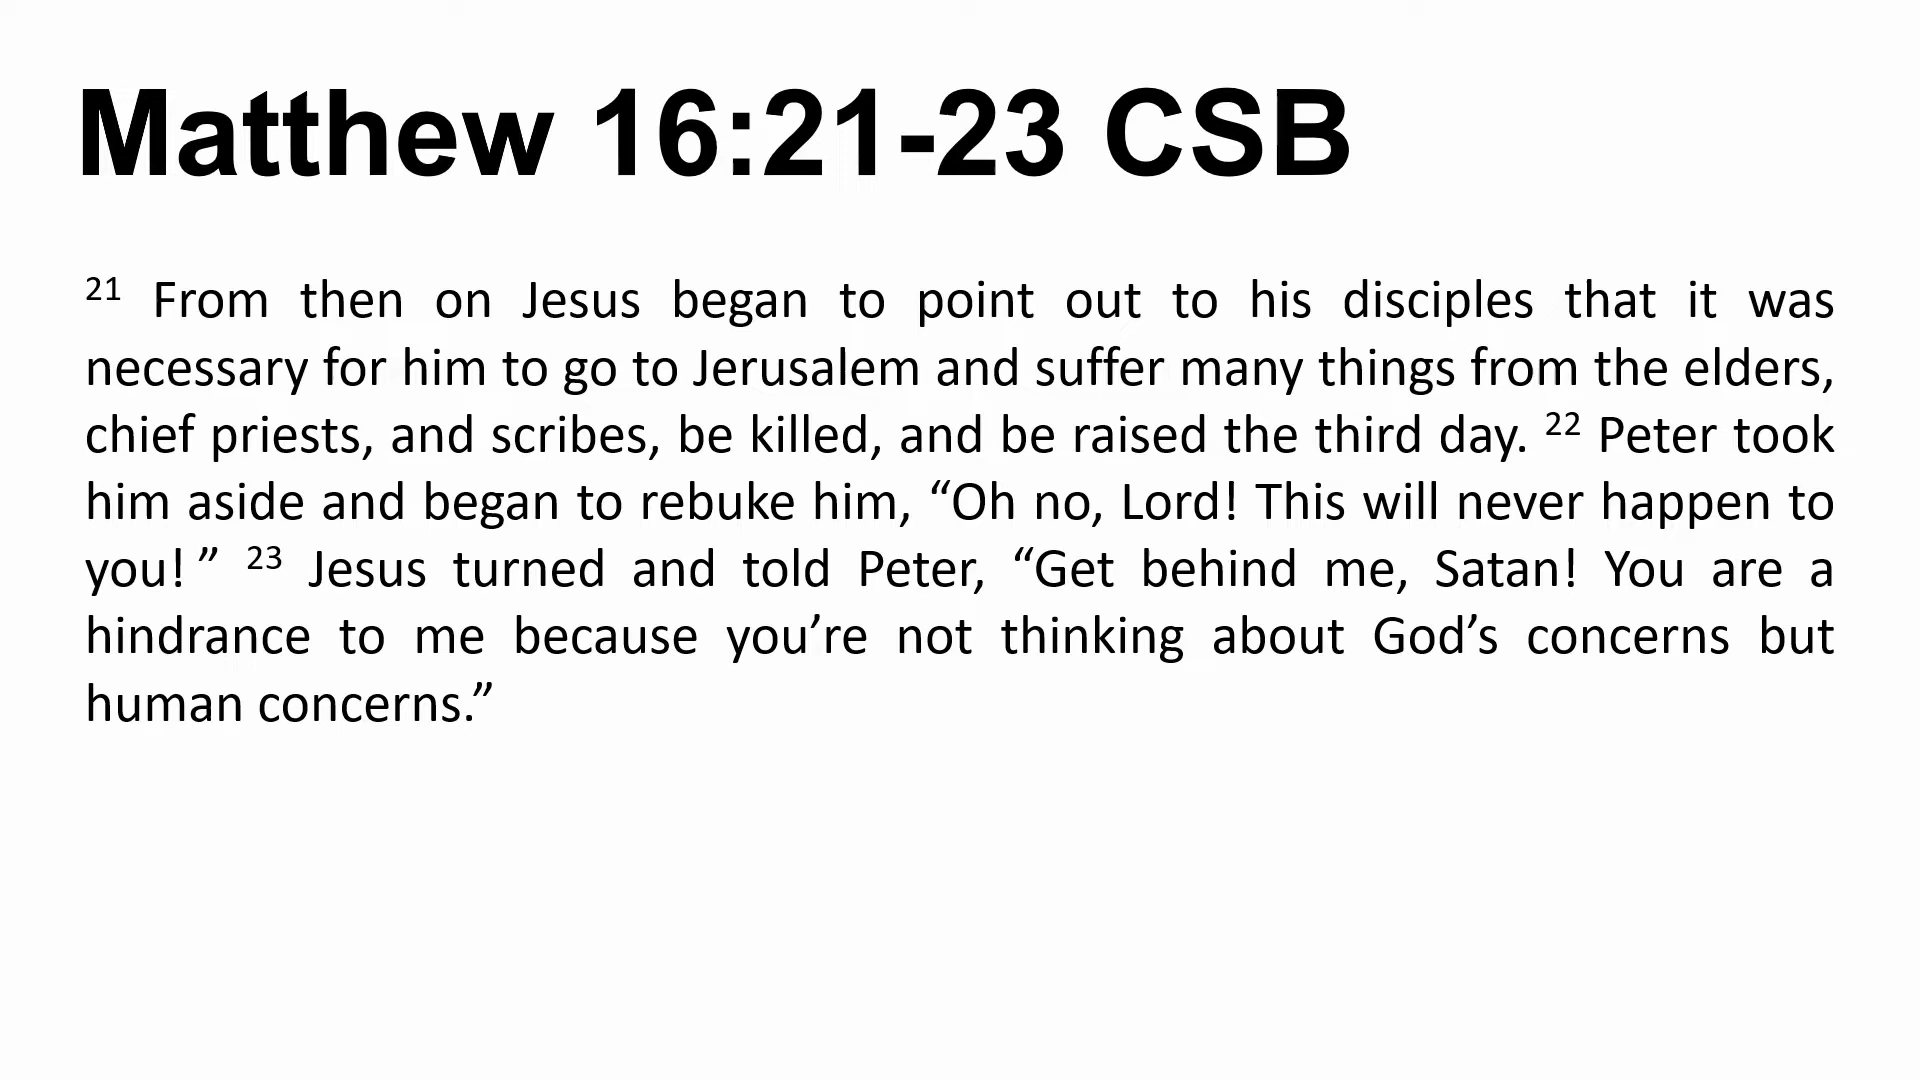 Matthew 16:21-23 CSB
21 From then on Jesus began to point out to his disciples that it was
necessary for him to go to Jerusalem and suffer many things from the elders,
chief priests, and scribes, be killed, and be raised the third day. 22 Peter took
him aside and began to rebuke him, “Oh no, Lord! This will never happen to
you! ” 23 Jesus turned and told Peter, “Get behind me, Satan! You are a
hindrance to me because you’re not thinking about God’s concerns but
human concerns.”